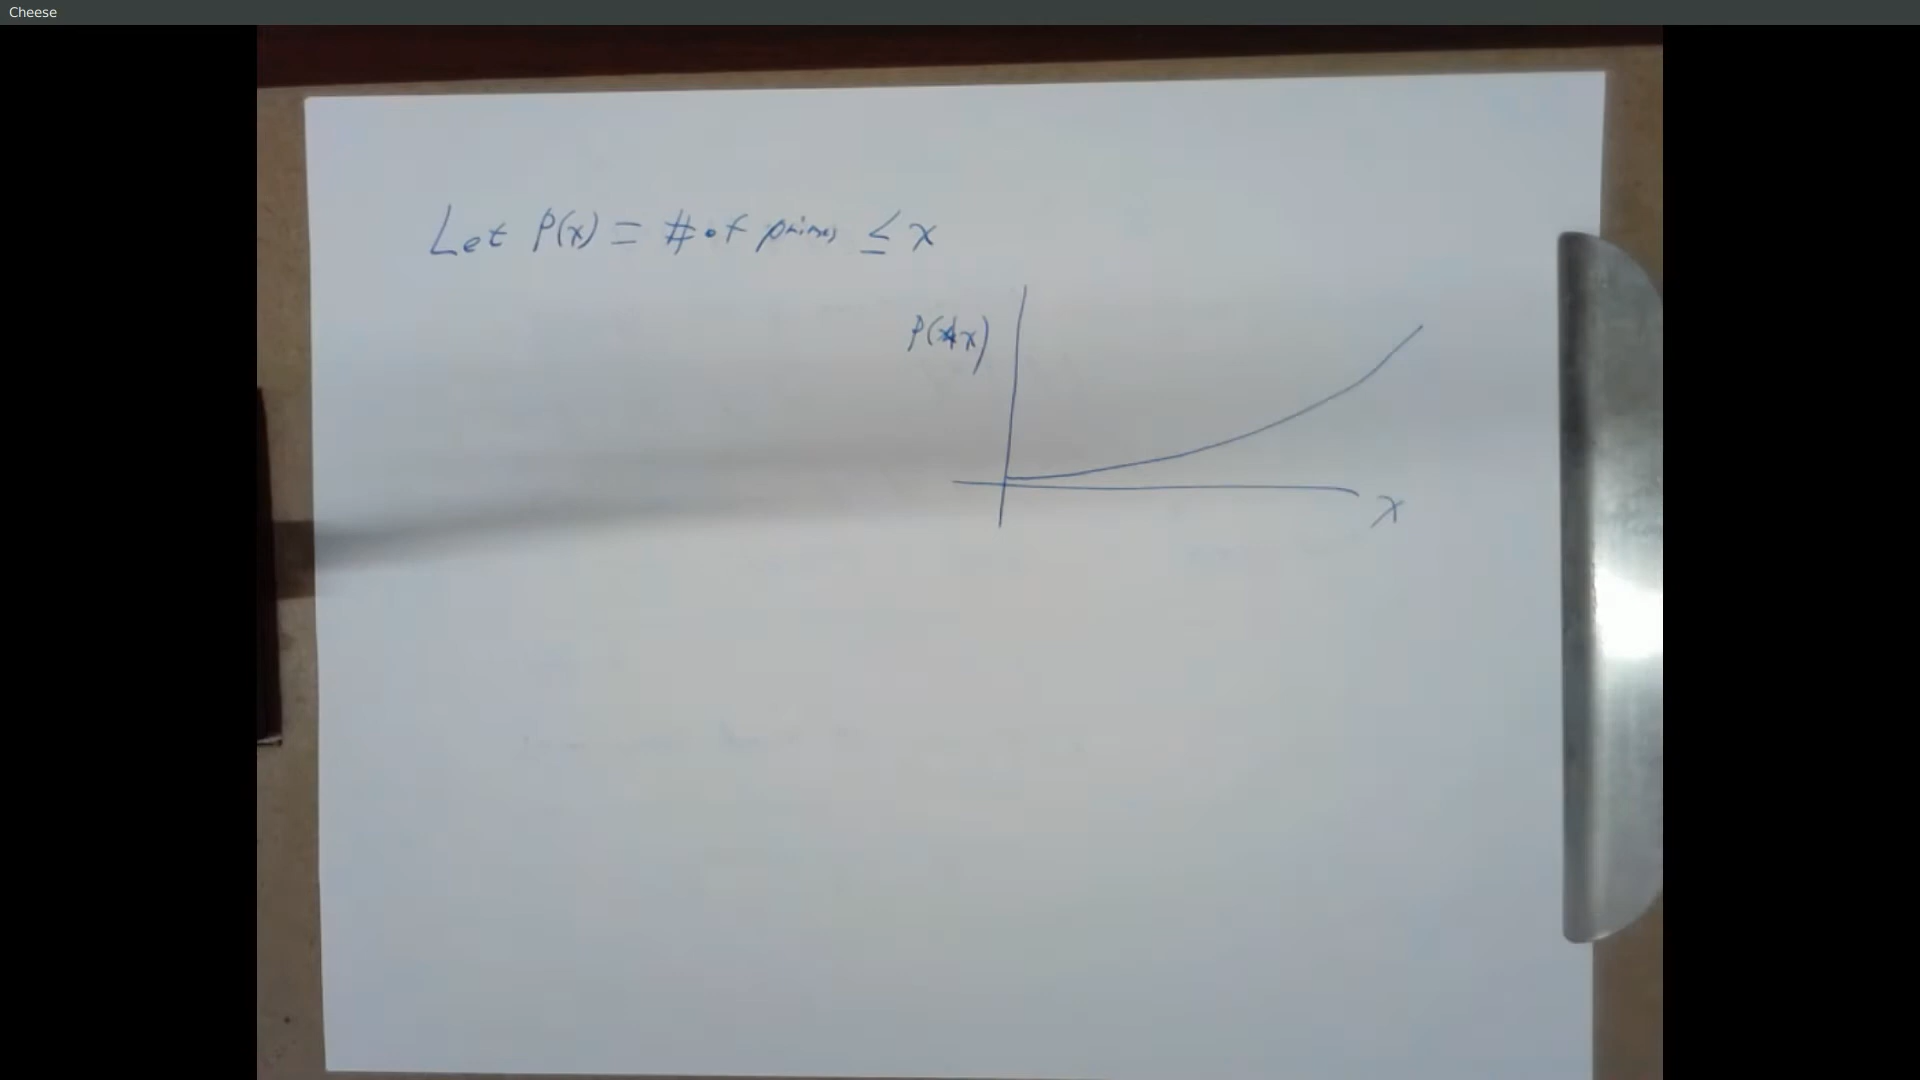 Cheese
Let P(x) = # of primes ≤ x
P(x)
x